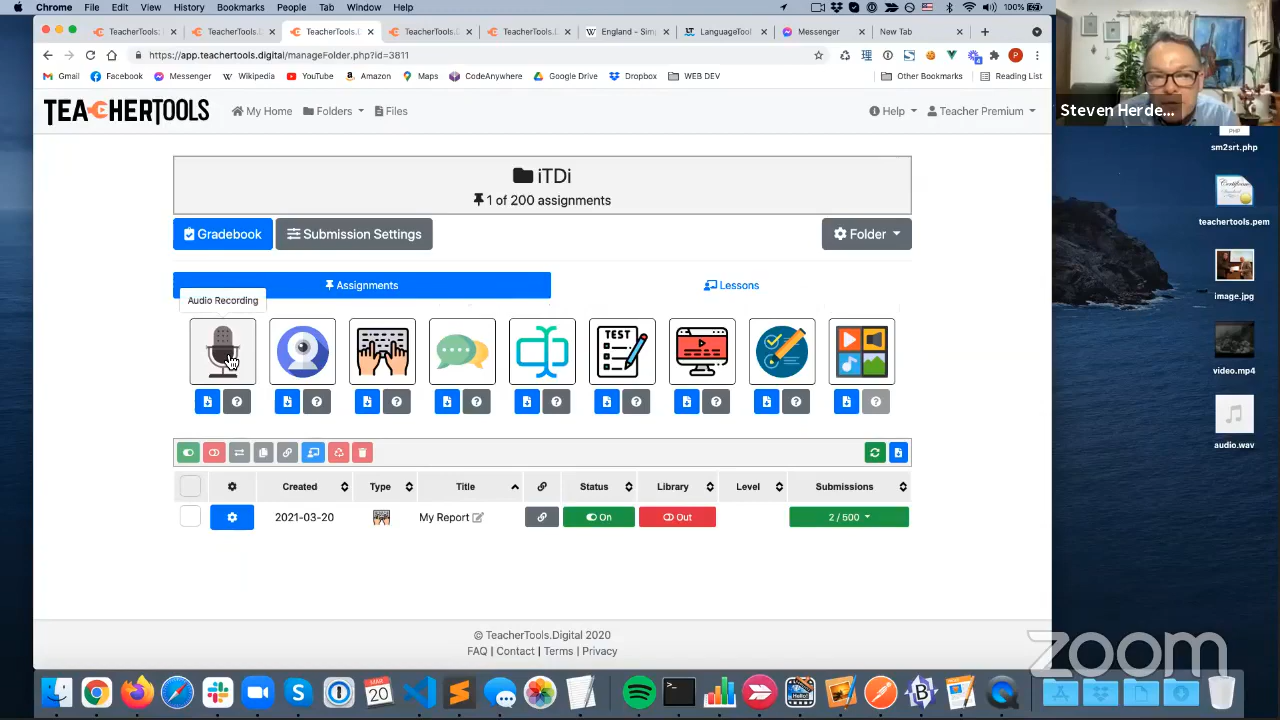 Chrome File Edit View History Bookmarks People Tab Window Help 100%
TeacherTools: TeacherTools.D TeacherTools.D TeacherTools.D TeacherTools.D England - Simp LanguageTool Messenger New Tab
https://app.teachertools.digital/manageFolder.php?id=3811
Gmail Facebook Messenger Wikipedia YouTube Amazon Maps CodeAnywhere Google Drive Dropbox WEB DEV Other Bookmarks Reading List
TEACHERTOOLS My Home Folders Files Help Teacher Premium
Steven Herde...
PHP
sm2srt.php
iTDi
1 of 200 assignments
teachertools.pem
Gradebook Submission Settings Folder
Assignments Lessons
Audio Recording
image.jpg
TEST
video.mp4
audio.wav
Created Type Title Status Library Level Submissions
2021-03-20 My Report On Out 2 / 500
© TeacherTools.Digital 2020
FAQ | Contact | Terms | Privacy
zoom
MAR
20